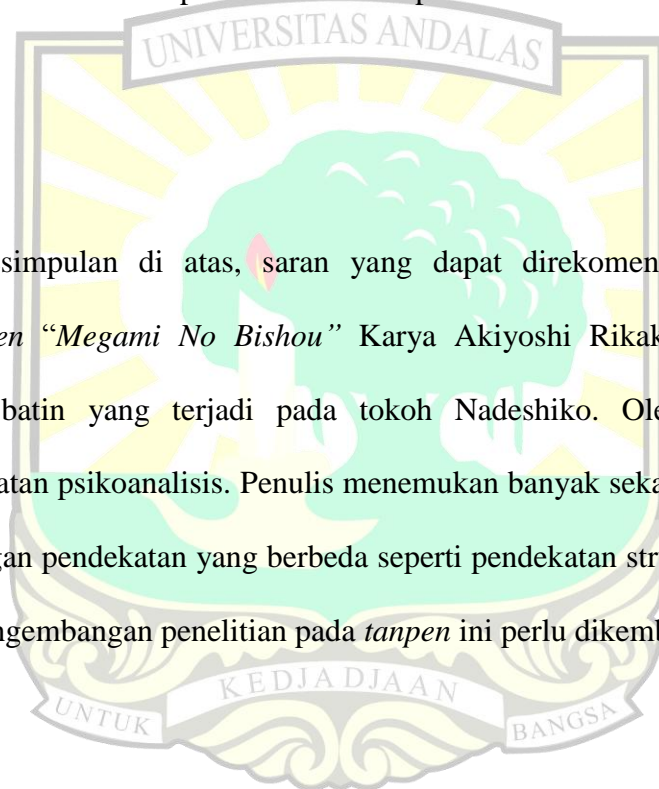 UNIVERSITAS ANDALAS
simpulan di atas, saran yang dapat direkomen
en “Megami No Bishou” Karya Akiyoshi Rikak
batin yang terjadi pada tokoh Nadeshiko. Ole
atan psikoanalisis. Penulis menemukan banyak seka
gan pendekatan yang berbeda seperti pendekatan str
ngembangan penelitian pada tanpen ini perlu dikemb
UNTUK KEDJADJAAN BANGSA